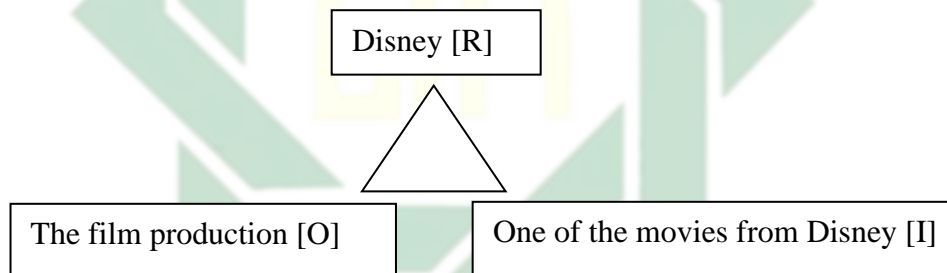 Disney [R]
The film production [O]
One of the movies from Disney [I]